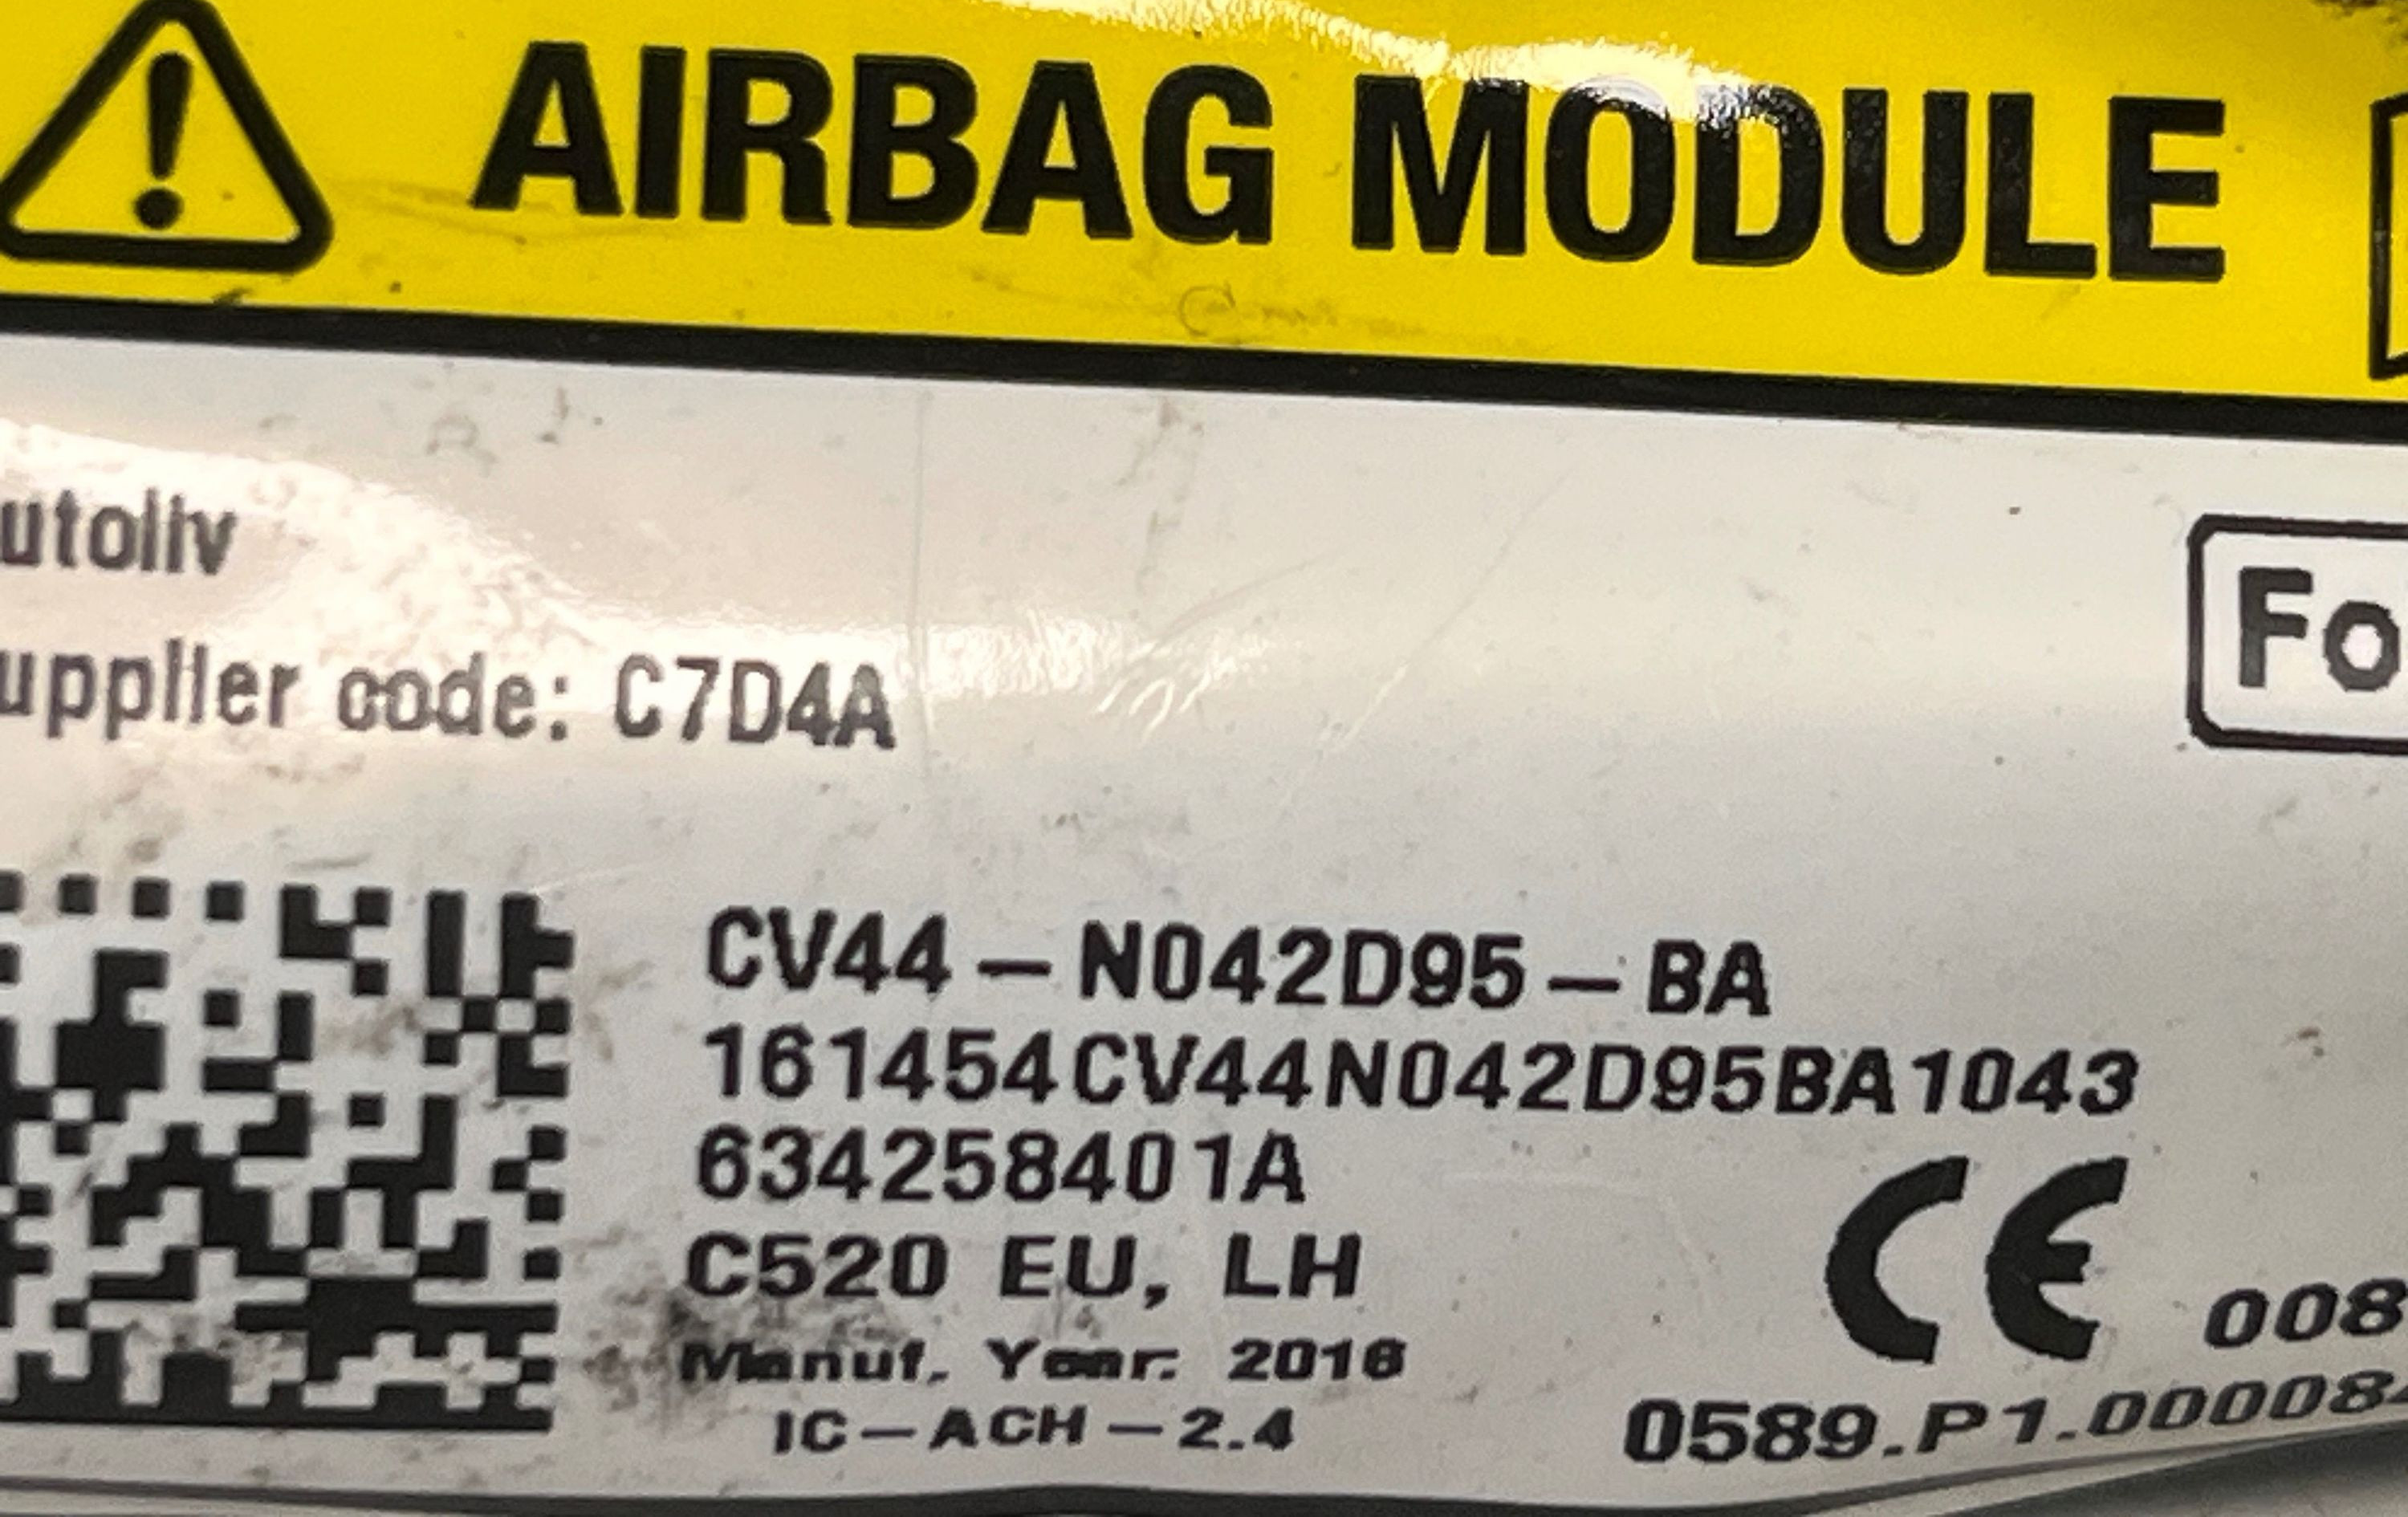 AIRBAG MODULE
utoliv
upplier code: C7D4A
Fo
CV44-N042D95-BA
161454CV44N042D95BA1043
634258401A
C520 EU, LH
CE 008
Manuf. Year: 2016
IC-ACH-2.4
0589.P1.00008